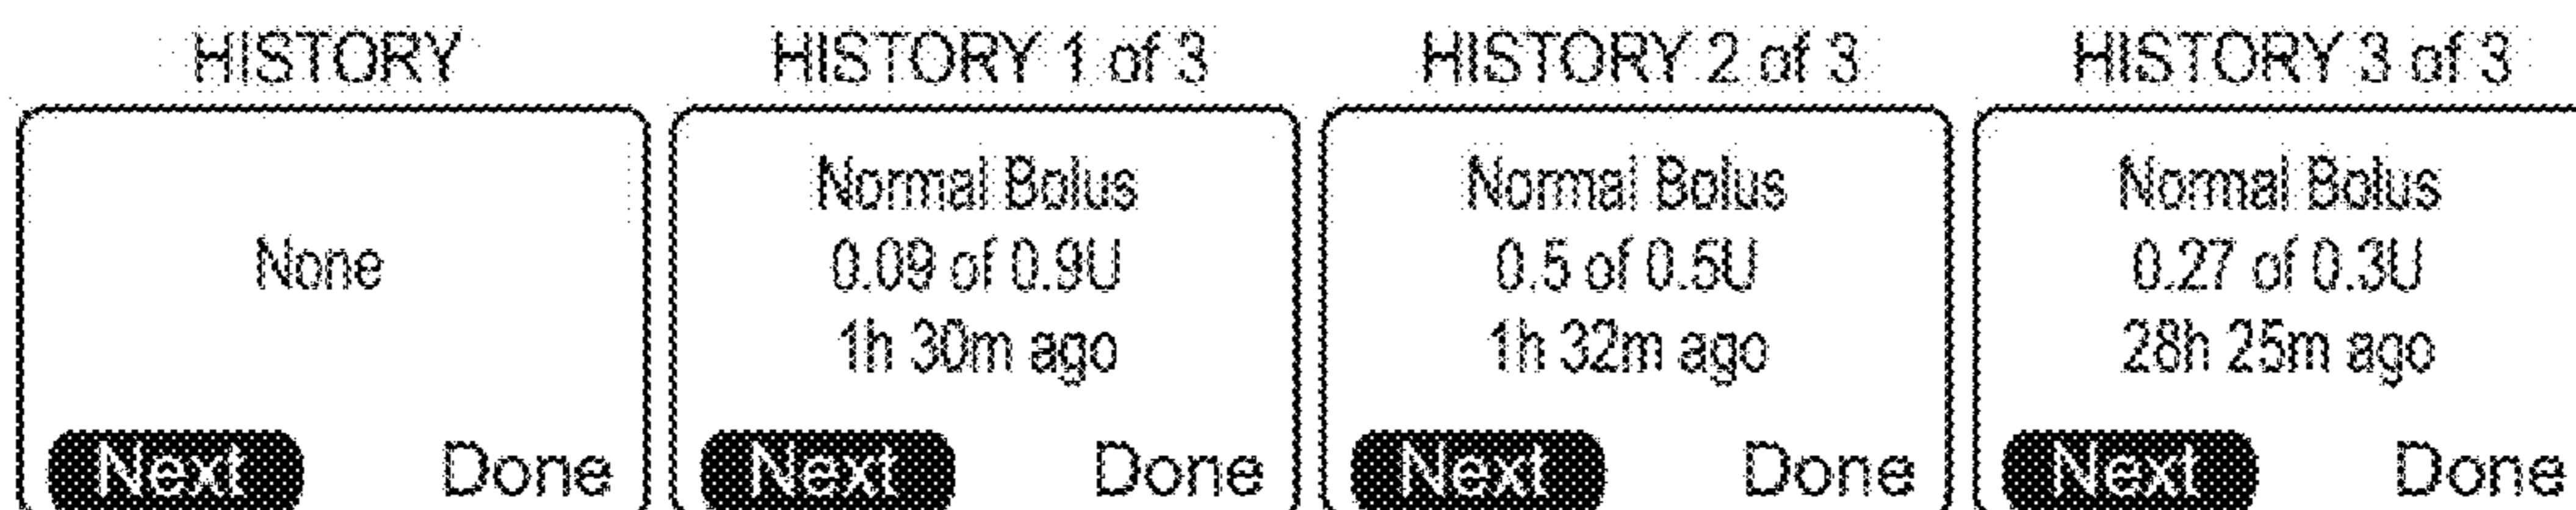 HISTORY
None
Next Done
HISTORY 1 of 3
Normal Bolus
0.09 of 0.9U
1h 30m ago
Next Done
HISTORY 2 of 3
Normal Bolus
0.5 of 0.5U
1h 32m ago
Next Done
HISTORY 3 of 3
Normal Bolus
0.27 of 0.3U
28h 25m ago
Next Done